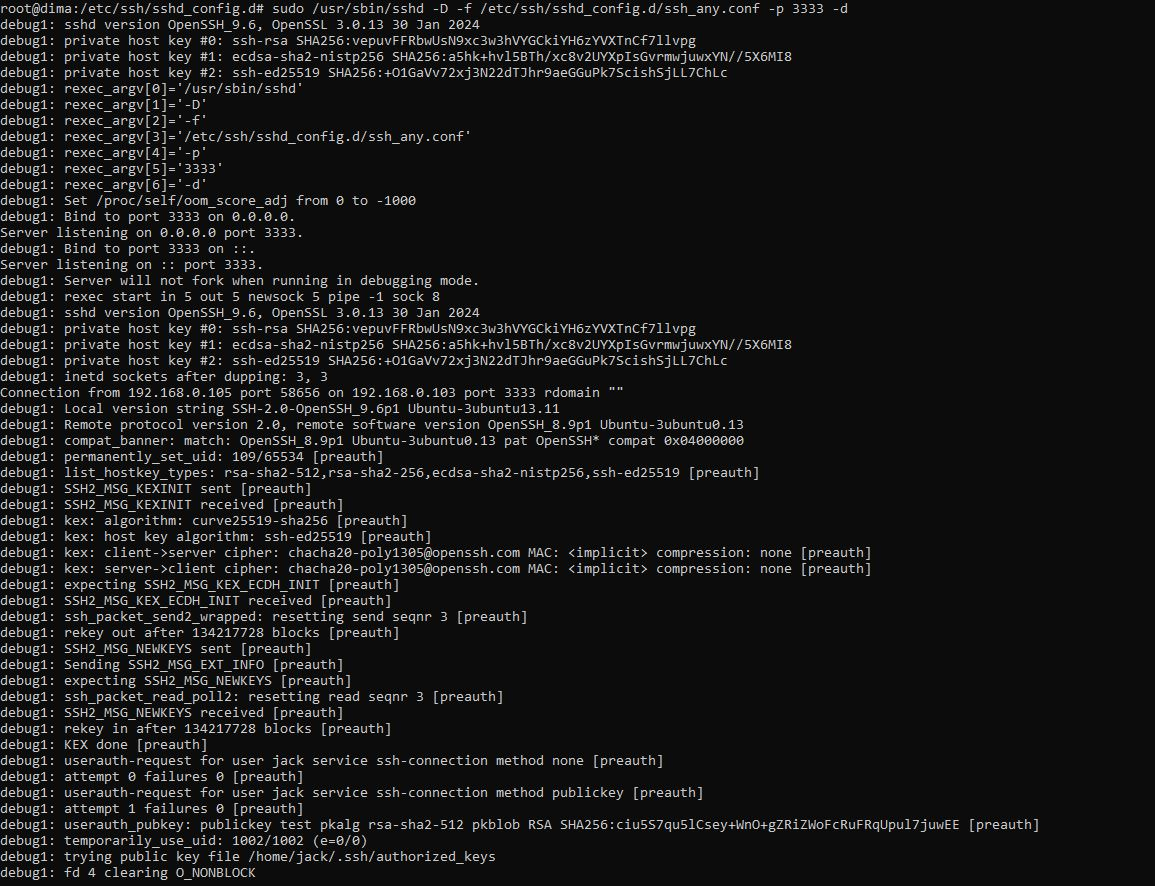 root@dima:/etc/ssh/sshd_config.d# sudo /usr/sbin/sshd -D -f /etc/ssh/sshd_config.d/ssh_any.conf -p 3333 -d
debug1: sshd version OpenSSH_9.6, OpenSSL 3.0.13 30 Jan 2024
debug1: private host key #0: ssh-rsa SHA256:vepuvFFRbwUsN9xc3w3hVYGCkiYH6zYVXTnCf7llvpg
debug1: private host key #1: ecdsa-sha2-nistp256 SHA256:a5hk+hvl5BTh/xc8v2UYXpIsGvrmwjuwxYN//5X6MI8
debug1: private host key #2: ssh-ed25519 SHA256:+O1GaVv72xj3N22dTJhr9aeGGuPk7ScishSjLL7ChLc
debug1: rexec_argv[0]='/usr/sbin/sshd'
debug1: rexec_argv[1]='-D'
debug1: rexec_argv[2]='-f'
debug1: rexec_argv[3]='/etc/ssh/sshd_config.d/ssh_any.conf'
debug1: rexec_argv[4]='-p'
debug1: rexec_argv[5]='3333'
debug1: rexec_argv[6]='-d'
debug1: Set /proc/self/oom_score_adj from 0 to -1000
debug1: Bind to port 3333 on 0.0.0.0.
Server listening on 0.0.0.0 port 3333.
debug1: Bind to port 3333 on ::.
Server listening on :: port 3333.
debug1: Server will not fork when running in debugging mode.
debug1: rexec start in 5 out 5 newsock 5 pipe -1 sock 8
debug1: sshd version OpenSSH_9.6, OpenSSL 3.0.13 30 Jan 2024
debug1: private host key #0: ssh-rsa SHA256:vepuvFFRbwUsN9xc3w3hVYGCkiYH6zYVXTnCf7llvpg
debug1: private host key #1: ecdsa-sha2-nistp256 SHA256:a5hk+hvl5BTh/xc8v2UYXpIsGvrmwjuwxYN//5X6MI8
debug1: private host key #2: ssh-ed25519 SHA256:+O1GaVv72xj3N22dTJhr9aeGGuPk7ScishSjLL7ChLc
debug1: inetd sockets after dupping: 3, 3
Connection from 192.168.0.105 port 58656 on 192.168.0.103 port 3333 rdomain ""
debug1: Local version string SSH-2.0-OpenSSH_9.6p1 Ubuntu-3ubuntu13.11
debug1: Remote protocol version 2.0, remote software version OpenSSH_8.9p1 Ubuntu-3ubuntu0.13
debug1: compat_banner: match: OpenSSH_8.9p1 Ubuntu-3ubuntu0.13 pat OpenSSH* compat 0x04000000
debug1: permanently_set_uid: 109/65534 [preauth]
debug1: list_hostkey_types: rsa-sha2-512,rsa-sha2-256,ecdsa-sha2-nistp256,ssh-ed25519 [preauth]
debug1: SSH2_MSG_KEXINIT sent [preauth]
debug1: SSH2_MSG_KEXINIT received [preauth]
debug1: kex: algorithm: curve25519-sha256 [preauth]
debug1: kex: host key algorithm: ssh-ed25519 [preauth]
debug1: kex: client->server cipher: chacha20-poly1305@openssh.com MAC: <implicit> compression: none [preauth]
debug1: kex: server->client cipher: chacha20-poly1305@openssh.com MAC: <implicit> compression: none [preauth]
debug1: expecting SSH2_MSG_KEX_ECDH_INIT [preauth]
debug1: SSH2_MSG_KEX_ECDH_INIT received [preauth]
debug1: ssh_packet_send2_wrapped: resetting send seqnr 3 [preauth]
debug1: rekey out after 134217728 blocks [preauth]
debug1: SSH2_MSG_NEWKEYS sent [preauth]
debug1: Sending SSH2_MSG_EXT_INFO [preauth]
debug1: expecting SSH2_MSG_NEWKEYS [preauth]
debug1: ssh_packet_read_poll2: resetting read seqnr 3 [preauth]
debug1: SSH2_MSG_NEWKEYS received [preauth]
debug1: rekey in after 134217728 blocks [preauth]
debug1: KEX done [preauth]
debug1: userauth-request for user jack service ssh-connection method none [preauth]
debug1: attempt 0 failures 0 [preauth]
debug1: userauth-request for user jack service ssh-connection method publickey [preauth]
debug1: attempt 1 failures 0 [preauth]
debug1: userauth_pubkey: publickey test pkalg rsa-sha2-512 pkblob RSA SHA256:ciu5S7qu5lCsey+WnO+gZRiZWoFcRuFRqUpul7juwEE [preauth]
debug1: temporarily_use_uid: 1002/1002 (e=0/0)
debug1: trying public key file /home/jack/.ssh/authorized_keys
debug1: fd 4 clearing O_NONBLOCK